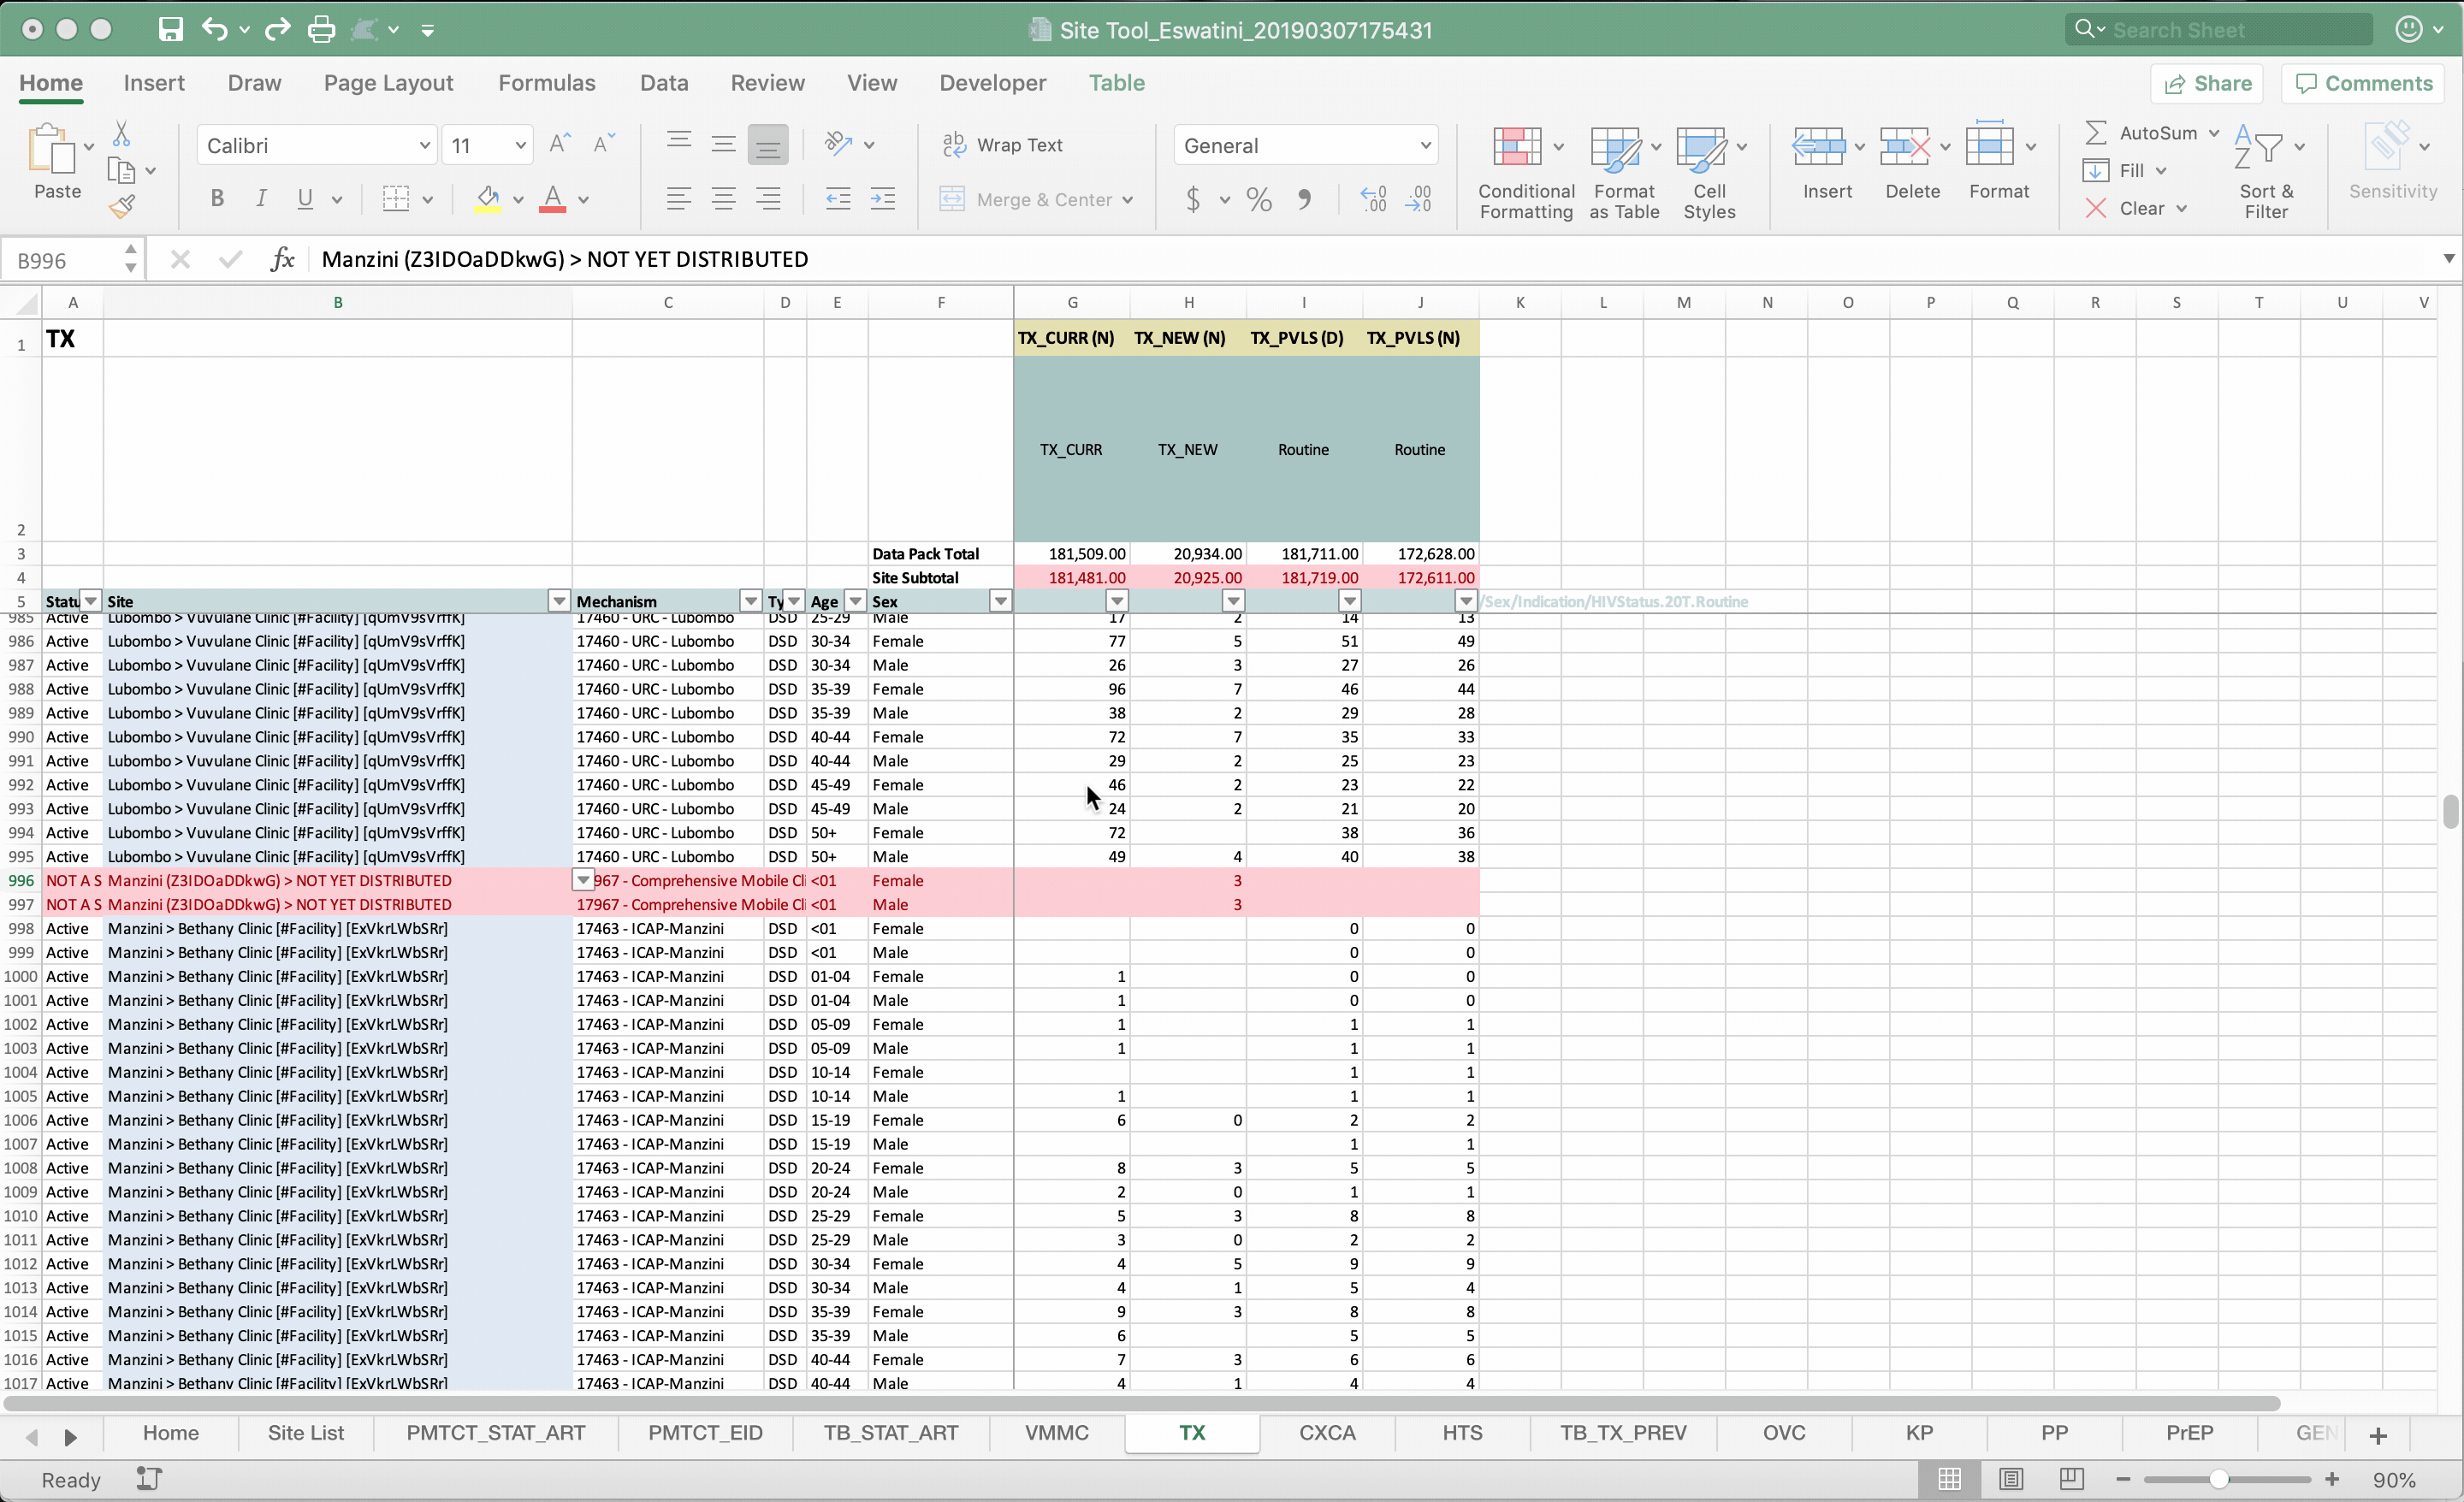 Site Tool_Eswatini_20190307175431
Search Sheet
Home Insert Draw Page Layout Formulas Data Review View Developer Table Share Comments
Paste
Calibri 11
Wrap Text
Merge & Center
General
Conditional Formatting
Format as Table
Cell Styles
Insert
Delete
Format
AutoSum
Fill
Clear
Sort & Filter
Sensitivity
B996 fx Manzini (Z3IDOaDDkwG) > NOT YET DISTRIBUTED
A B C D E F G H I J K L M N O P Q R S T U V
1 TX TX_CURR (N) TX_NEW (N) TX_PVLS (D) TX_PVLS (N)
2 TX_CURR TX_NEW Routine Routine
3 Data Pack Total 181,509.00 20,934.00 181,711.00 172,628.00
4 Site Subtotal 181,481.00 20,925.00 181,719.00 172,611.00
5 Statu Site Mechanism Ty Age Sex /Sex/Indication/HIVStatus.20T.Routine
985 Active Lubombo > Vuvulane Clinic [#Facility] [qUmV9sVrffK] 17460 - URC - Lubombo DSD 25-29 Male 17 2 14 13
986 Active Lubombo > Vuvulane Clinic [#Facility] [qUmV9sVrffK] 17460 - URC - Lubombo DSD 30-34 Female 77 5 51 49
987 Active Lubombo > Vuvulane Clinic [#Facility] [qUmV9sVrffK] 17460 - URC - Lubombo DSD 30-34 Male 26 3 27 26
988 Active Lubombo > Vuvulane Clinic [#Facility] [qUmV9sVrffK] 17460 - URC - Lubombo DSD 35-39 Female 96 7 46 44
989 Active Lubombo > Vuvulane Clinic [#Facility] [qUmV9sVrffK] 17460 - URC - Lubombo DSD 35-39 Male 38 2 29 28
990 Active Lubombo > Vuvulane Clinic [#Facility] [qUmV9sVrffK] 17460 - URC - Lubombo DSD 40-44 Female 72 7 35 33
991 Active Lubombo > Vuvulane Clinic [#Facility] [qUmV9sVrffK] 17460 - URC - Lubombo DSD 40-44 Male 29 2 25 23
992 Active Lubombo > Vuvulane Clinic [#Facility] [qUmV9sVrffK] 17460 - URC - Lubombo DSD 45-49 Female 46 2 23 22
993 Active Lubombo > Vuvulane Clinic [#Facility] [qUmV9sVrffK] 17460 - URC - Lubombo DSD 45-49 Male 24 2 21 20
994 Active Lubombo > Vuvulane Clinic [#Facility] [qUmV9sVrffK] 17460 - URC - Lubombo DSD 50+ Female 72 38 36
995 Active Lubombo > Vuvulane Clinic [#Facility] [qUmV9sVrffK] 17460 - URC - Lubombo DSD 50+ Male 49 4 40 38
996 NOT A S Manzini (Z3IDOaDDkwG) > NOT YET DISTRIBUTED 967 - Comprehensive Mobile Cli <01 Female 3
997 NOT A S Manzini (Z3IDOaDDkwG) > NOT YET DISTRIBUTED 17967 - Comprehensive Mobile Cli <01 Male 3
998 Active Manzini > Bethany Clinic [#Facility] [ExVkrLWbSRr] 17463 - ICAP-Manzini DSD <01 Female 0 0
999 Active Manzini > Bethany Clinic [#Facility] [ExVkrLWbSRr] 17463 - ICAP-Manzini DSD <01 Male 0 0
1000 Active Manzini > Bethany Clinic [#Facility] [ExVkrLWbSRr] 17463 - ICAP-Manzini DSD 01-04 Female 1 0 0
1001 Active Manzini > Bethany Clinic [#Facility] [ExVkrLWbSRr] 17463 - ICAP-Manzini DSD 01-04 Male 1 0 0
1002 Active Manzini > Bethany Clinic [#Facility] [ExVkrLWbSRr] 17463 - ICAP-Manzini DSD 05-09 Female 1 1 1
1003 Active Manzini > Bethany Clinic [#Facility] [ExVkrLWbSRr] 17463 - ICAP-Manzini DSD 05-09 Male 1 1 1
1004 Active Manzini > Bethany Clinic [#Facility] [ExVkrLWbSRr] 17463 - ICAP-Manzini DSD 10-14 Female 1 1
1005 Active Manzini > Bethany Clinic [#Facility] [ExVkrLWbSRr] 17463 - ICAP-Manzini DSD 10-14 Male 1 1 1
1006 Active Manzini > Bethany Clinic [#Facility] [ExVkrLWbSRr] 17463 - ICAP-Manzini DSD 15-19 Female 6 0 2 2
1007 Active Manzini > Bethany Clinic [#Facility] [ExVkrLWbSRr] 17463 - ICAP-Manzini DSD 15-19 Male 1 1
1008 Active Manzini > Bethany Clinic [#Facility] [ExVkrLWbSRr] 17463 - ICAP-Manzini DSD 20-24 Female 8 3 5 5
1009 Active Manzini > Bethany Clinic [#Facility] [ExVkrLWbSRr] 17463 - ICAP-Manzini DSD 20-24 Male 2 0 1 1
1010 Active Manzini > Bethany Clinic [#Facility] [ExVkrLWbSRr] 17463 - ICAP-Manzini DSD 25-29 Female 5 3 8 8
1011 Active Manzini > Bethany Clinic [#Facility] [ExVkrLWbSRr] 17463 - ICAP-Manzini DSD 25-29 Male 3 0 2 2
1012 Active Manzini > Bethany Clinic [#Facility] [ExVkrLWbSRr] 17463 - ICAP-Manzini DSD 30-34 Female 4 5 9 9
1013 Active Manzini > Bethany Clinic [#Facility] [ExVkrLWbSRr] 17463 - ICAP-Manzini DSD 30-34 Male 4 1 5 4
1014 Active Manzini > Bethany Clinic [#Facility] [ExVkrLWbSRr] 17463 - ICAP-Manzini DSD 35-39 Female 9 3 8 8
1015 Active Manzini > Bethany Clinic [#Facility] [ExVkrLWbSRr] 17463 - ICAP-Manzini DSD 35-39 Male 6 5 5
1016 Active Manzini > Bethany Clinic [#Facility] [ExVkrLWbSRr] 17463 - ICAP-Manzini DSD 40-44 Female 7 3 6 6
1017 Active Manzini > Bethany Clinic [#Facility] [ExVkrLWbSRr] 17463 - ICAP-Manzini DSD 40-44 Male 4 1 4 4
Home Site List PMTCT_STAT_ART PMTCT_EID TB_STAT_ART VMMC TX CXCA HTS TB_TX_PREV OVC KP PP PrEP GEN +
Ready 90%